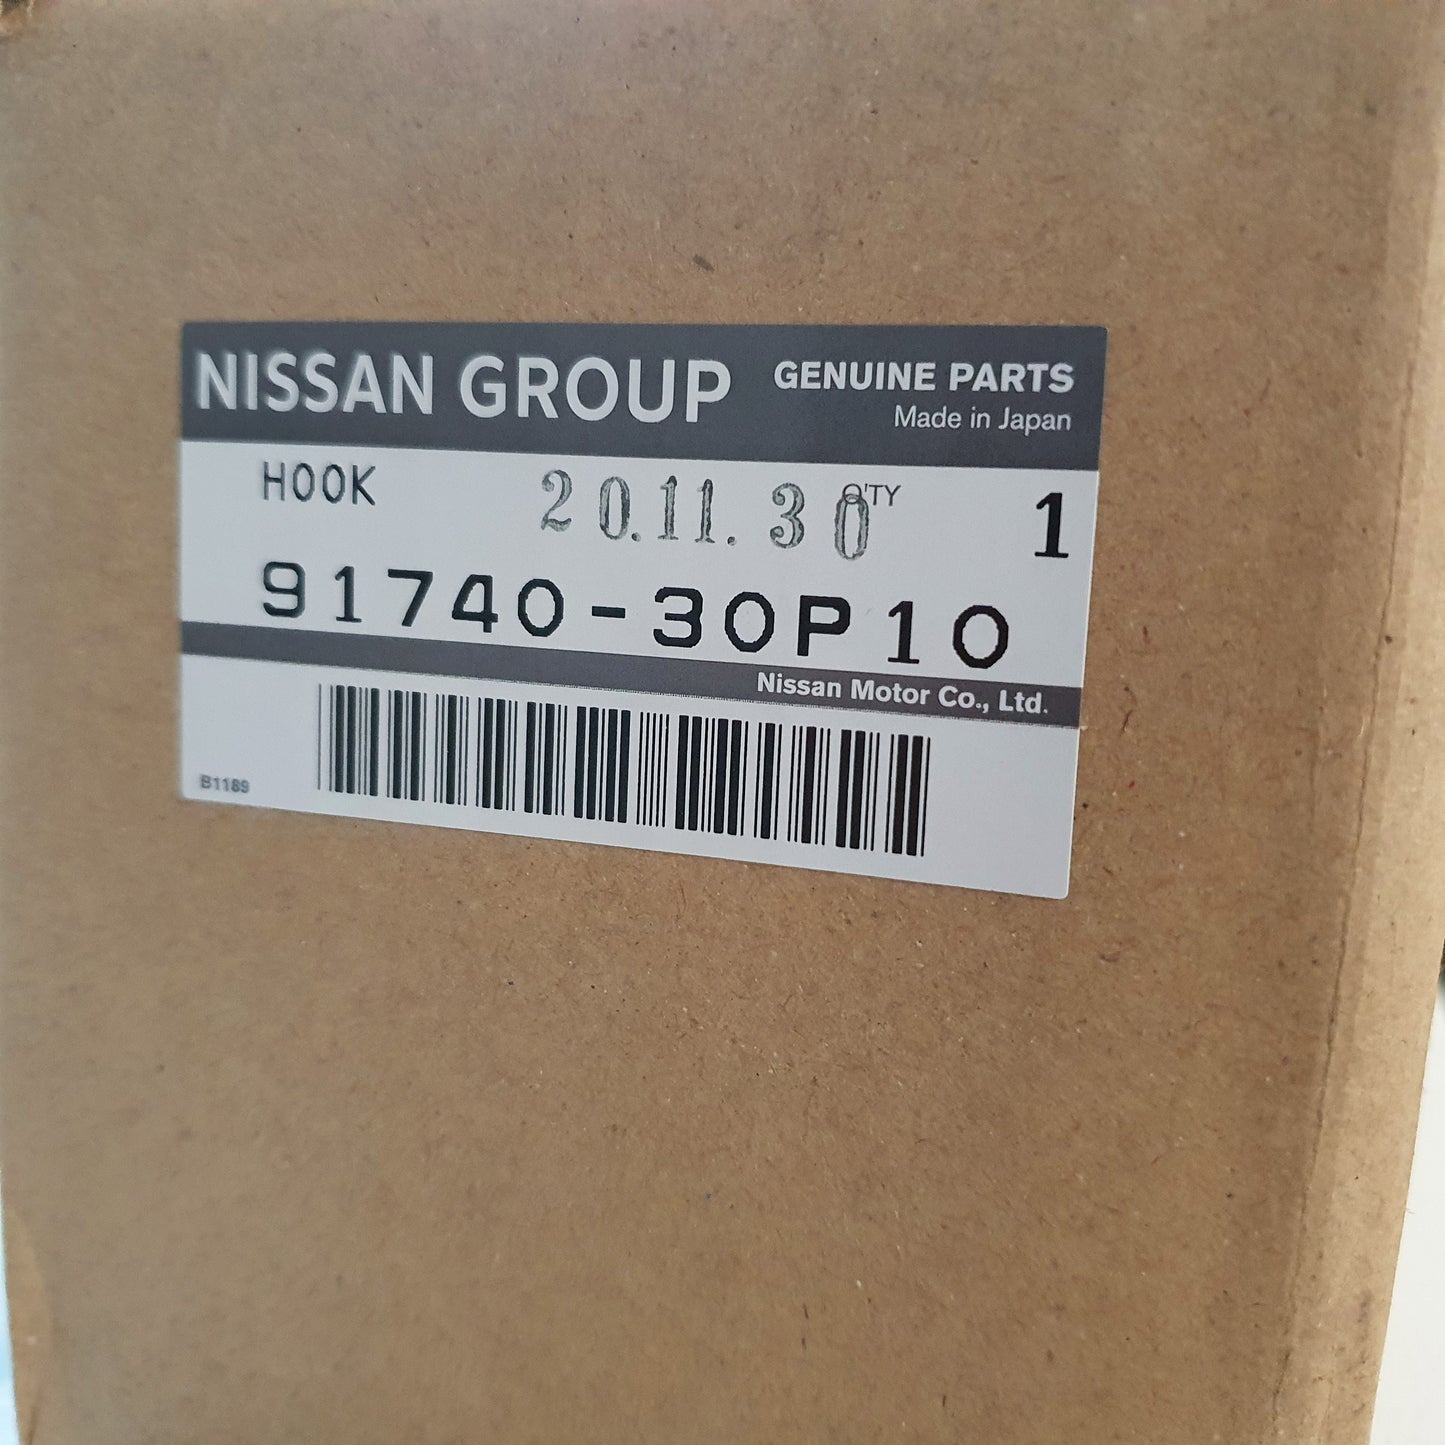 NISSAN GROUP GENUINE PARTS
Made in Japan
HOOK 20.11.30 Q'TY 1
91740-30P10
Nissan Motor Co., Ltd.
B1189